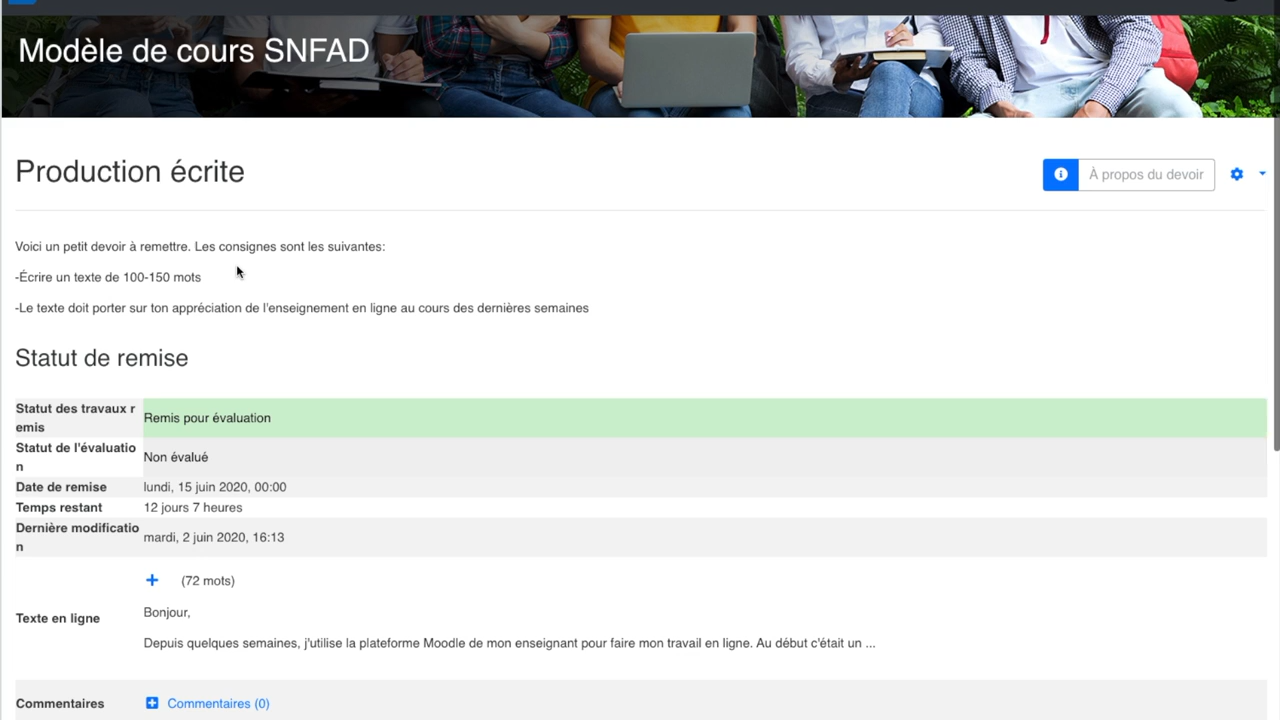 Modèle de cours SNFAD
Production écrite
À propos du devoir
Voici un petit devoir à remettre. Les consignes sont les suivantes:
-Écrire un texte de 100-150 mots
-Le texte doit porter sur ton appréciation de l'enseignement en ligne au cours des dernières semaines
Statut de remise
Statut des travaux r
emis
Remis pour évaluation
Statut de l'évaluatio
n
Non évalué
Date de remise
lundi, 15 juin 2020, 00:00
Temps restant
12 jours 7 heures
Dernière modificatio
n
mardi, 2 juin 2020, 16:13
Texte en ligne
(72 mots)
Bonjour,
Depuis quelques semaines, j'utilise la plateforme Moodle de mon enseignant pour faire mon travail en ligne. Au début c'était un ...
Commentaires
Commentaires (0)